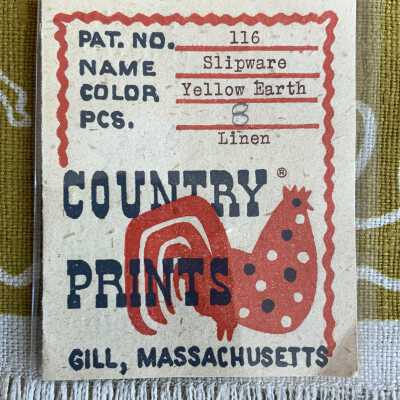 PAT. NO. 116
NAME Slipware
COLOR Yellow Earth
PCS. 8
Linen
COUNTRY®
PRINTS
GILL, MASSACHUSETTS